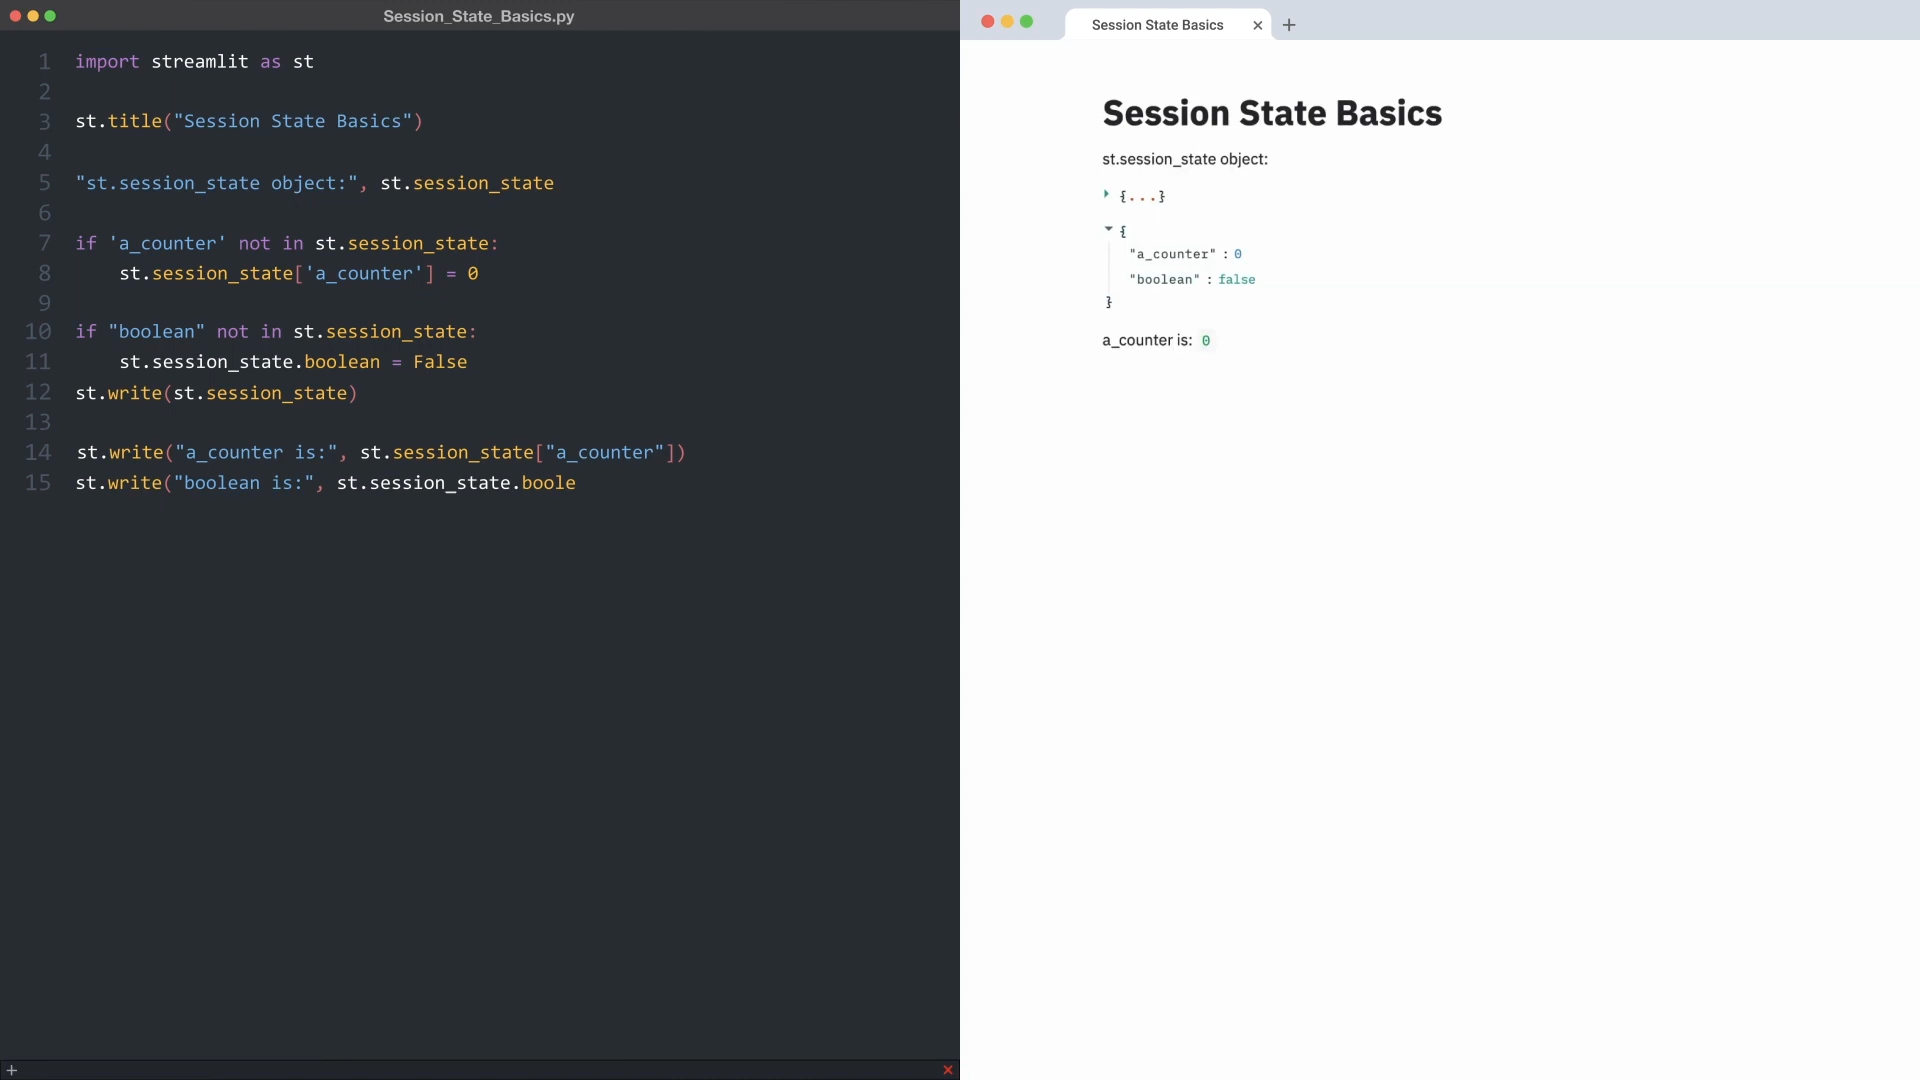 Session_State_Basics.py
1 import streamlit as st
2
3 st.title("Session State Basics")
4
5 "st.session_state object:", st.session_state
6
7 if 'a_counter' not in st.session_state:
8     st.session_state['a_counter'] = 0
9
10 if "boolean" not in st.session_state:
11     st.session_state.boolean = False
12 st.write(st.session_state)
13
14 st.write("a_counter is:", st.session_state["a_counter"])
15 st.write("boolean is:", st.session_state.boole
Session State Basics
Session State Basics
st.session_state object:
{...}
{
"a_counter" : 0
"boolean" : false
}
a_counter is: 0